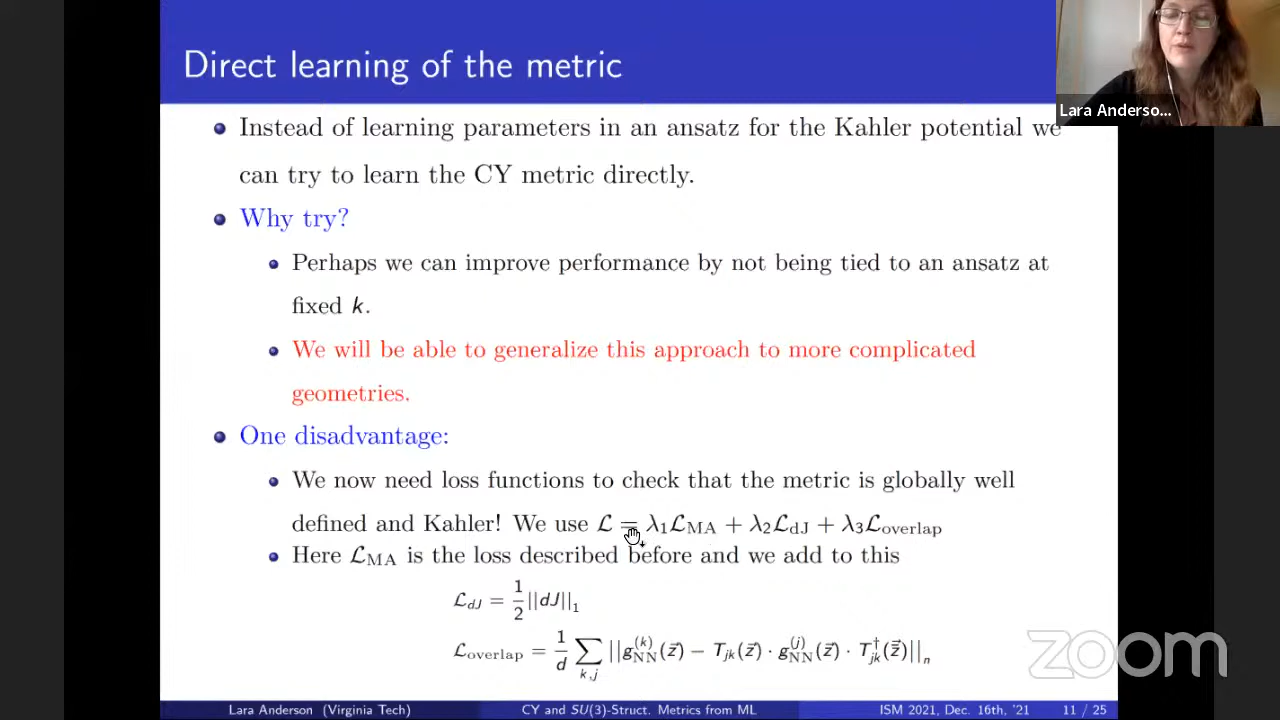 Direct learning of the metric
Lara Anderso...
Instead of learning parameters in an ansatz for the Kahler potential we
can try to learn the CY metric directly.
Why try?
Perhaps we can improve performance by not being tied to an ansatz at
fixed k.
We will be able to generalize this approach to more complicated
geometries.
One disadvantage:
We now need loss functions to check that the metric is globally well
defined and Kahler! We use ℒ = λ₁ℒ_MA + λ₂ℒ_dJ + λ₃ℒ_overlap
Here ℒ_MA is the loss described before and we add to this
ℒ_dJ = 1/2 ||dJ||₁
ℒ_overlap = 1/d ∑_{k,j} ||g_NN^(k)(z⃗) − T_jk(z⃗) · g_NN^(j)(z⃗) · T_jk^†(z̄⃗)||_n
zoom
Lara Anderson (Virginia Tech) CY and SU(3)-Struct. Metrics from ML ISM 2021, Dec. 16th, '21 11 / 25